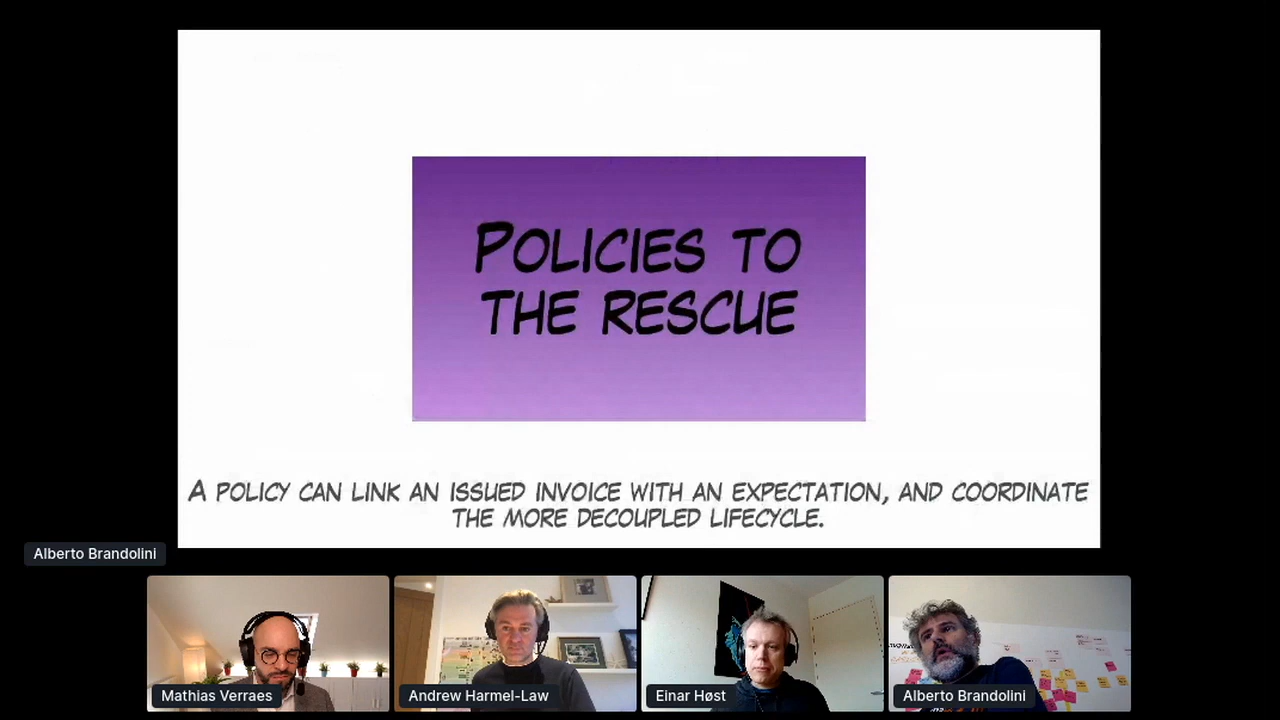 POLICIES TO
THE RESCUE
A POLICY CAN LINK AN ISSUED INVOICE WITH AN EXPECTATION, AND COORDINATE
THE MORE DECOUPLED LIFECYCLE.
Alberto Brandolini
Mathias Verraes
Andrew Harmel-Law
Einar Høst
Alberto Brandolini